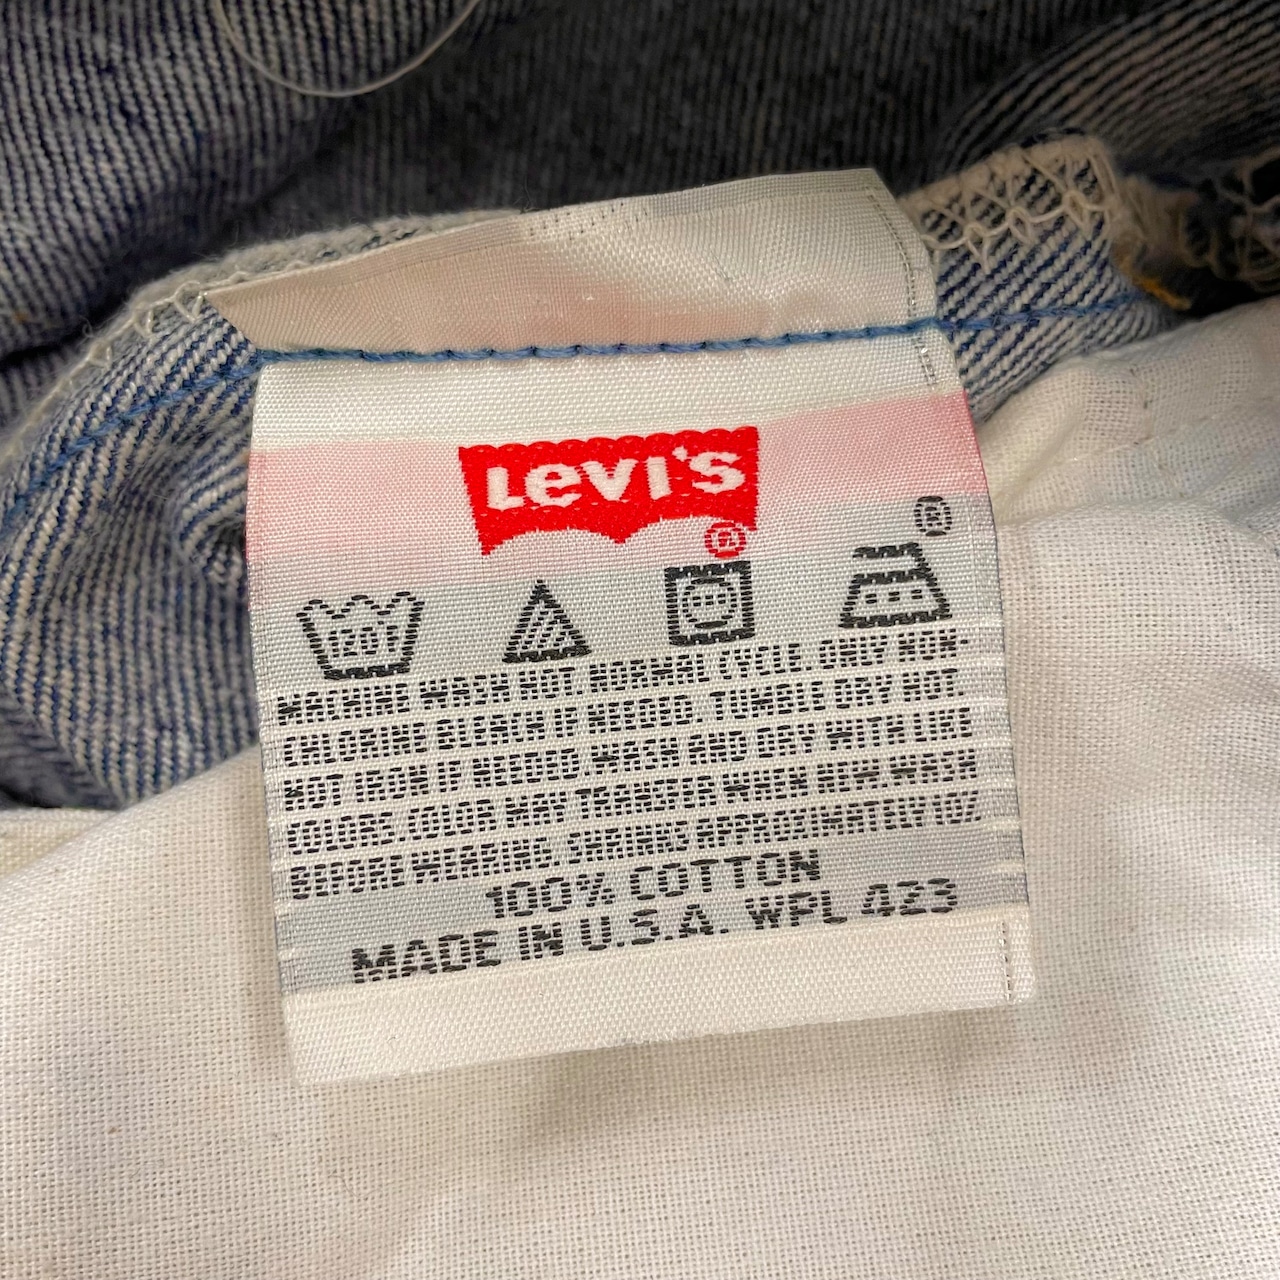 Levi's
®
®
120f
MACHINE WASH HOT. NORMAL CYCLE. ONLY NON-
CHLORINE BLEACH IF NEEDED. TUMBLE DRY HOT.
HOT IRON IF NEEDED. WASH AND DRY WITH LIKE
COLORS. COLOR MAY TRANSFER WHEN NEW. WASH
BEFORE WEARING. SHRINKS APPROXIMATELY 10%
100% COTTON
MADE IN U.S.A. WPL 423